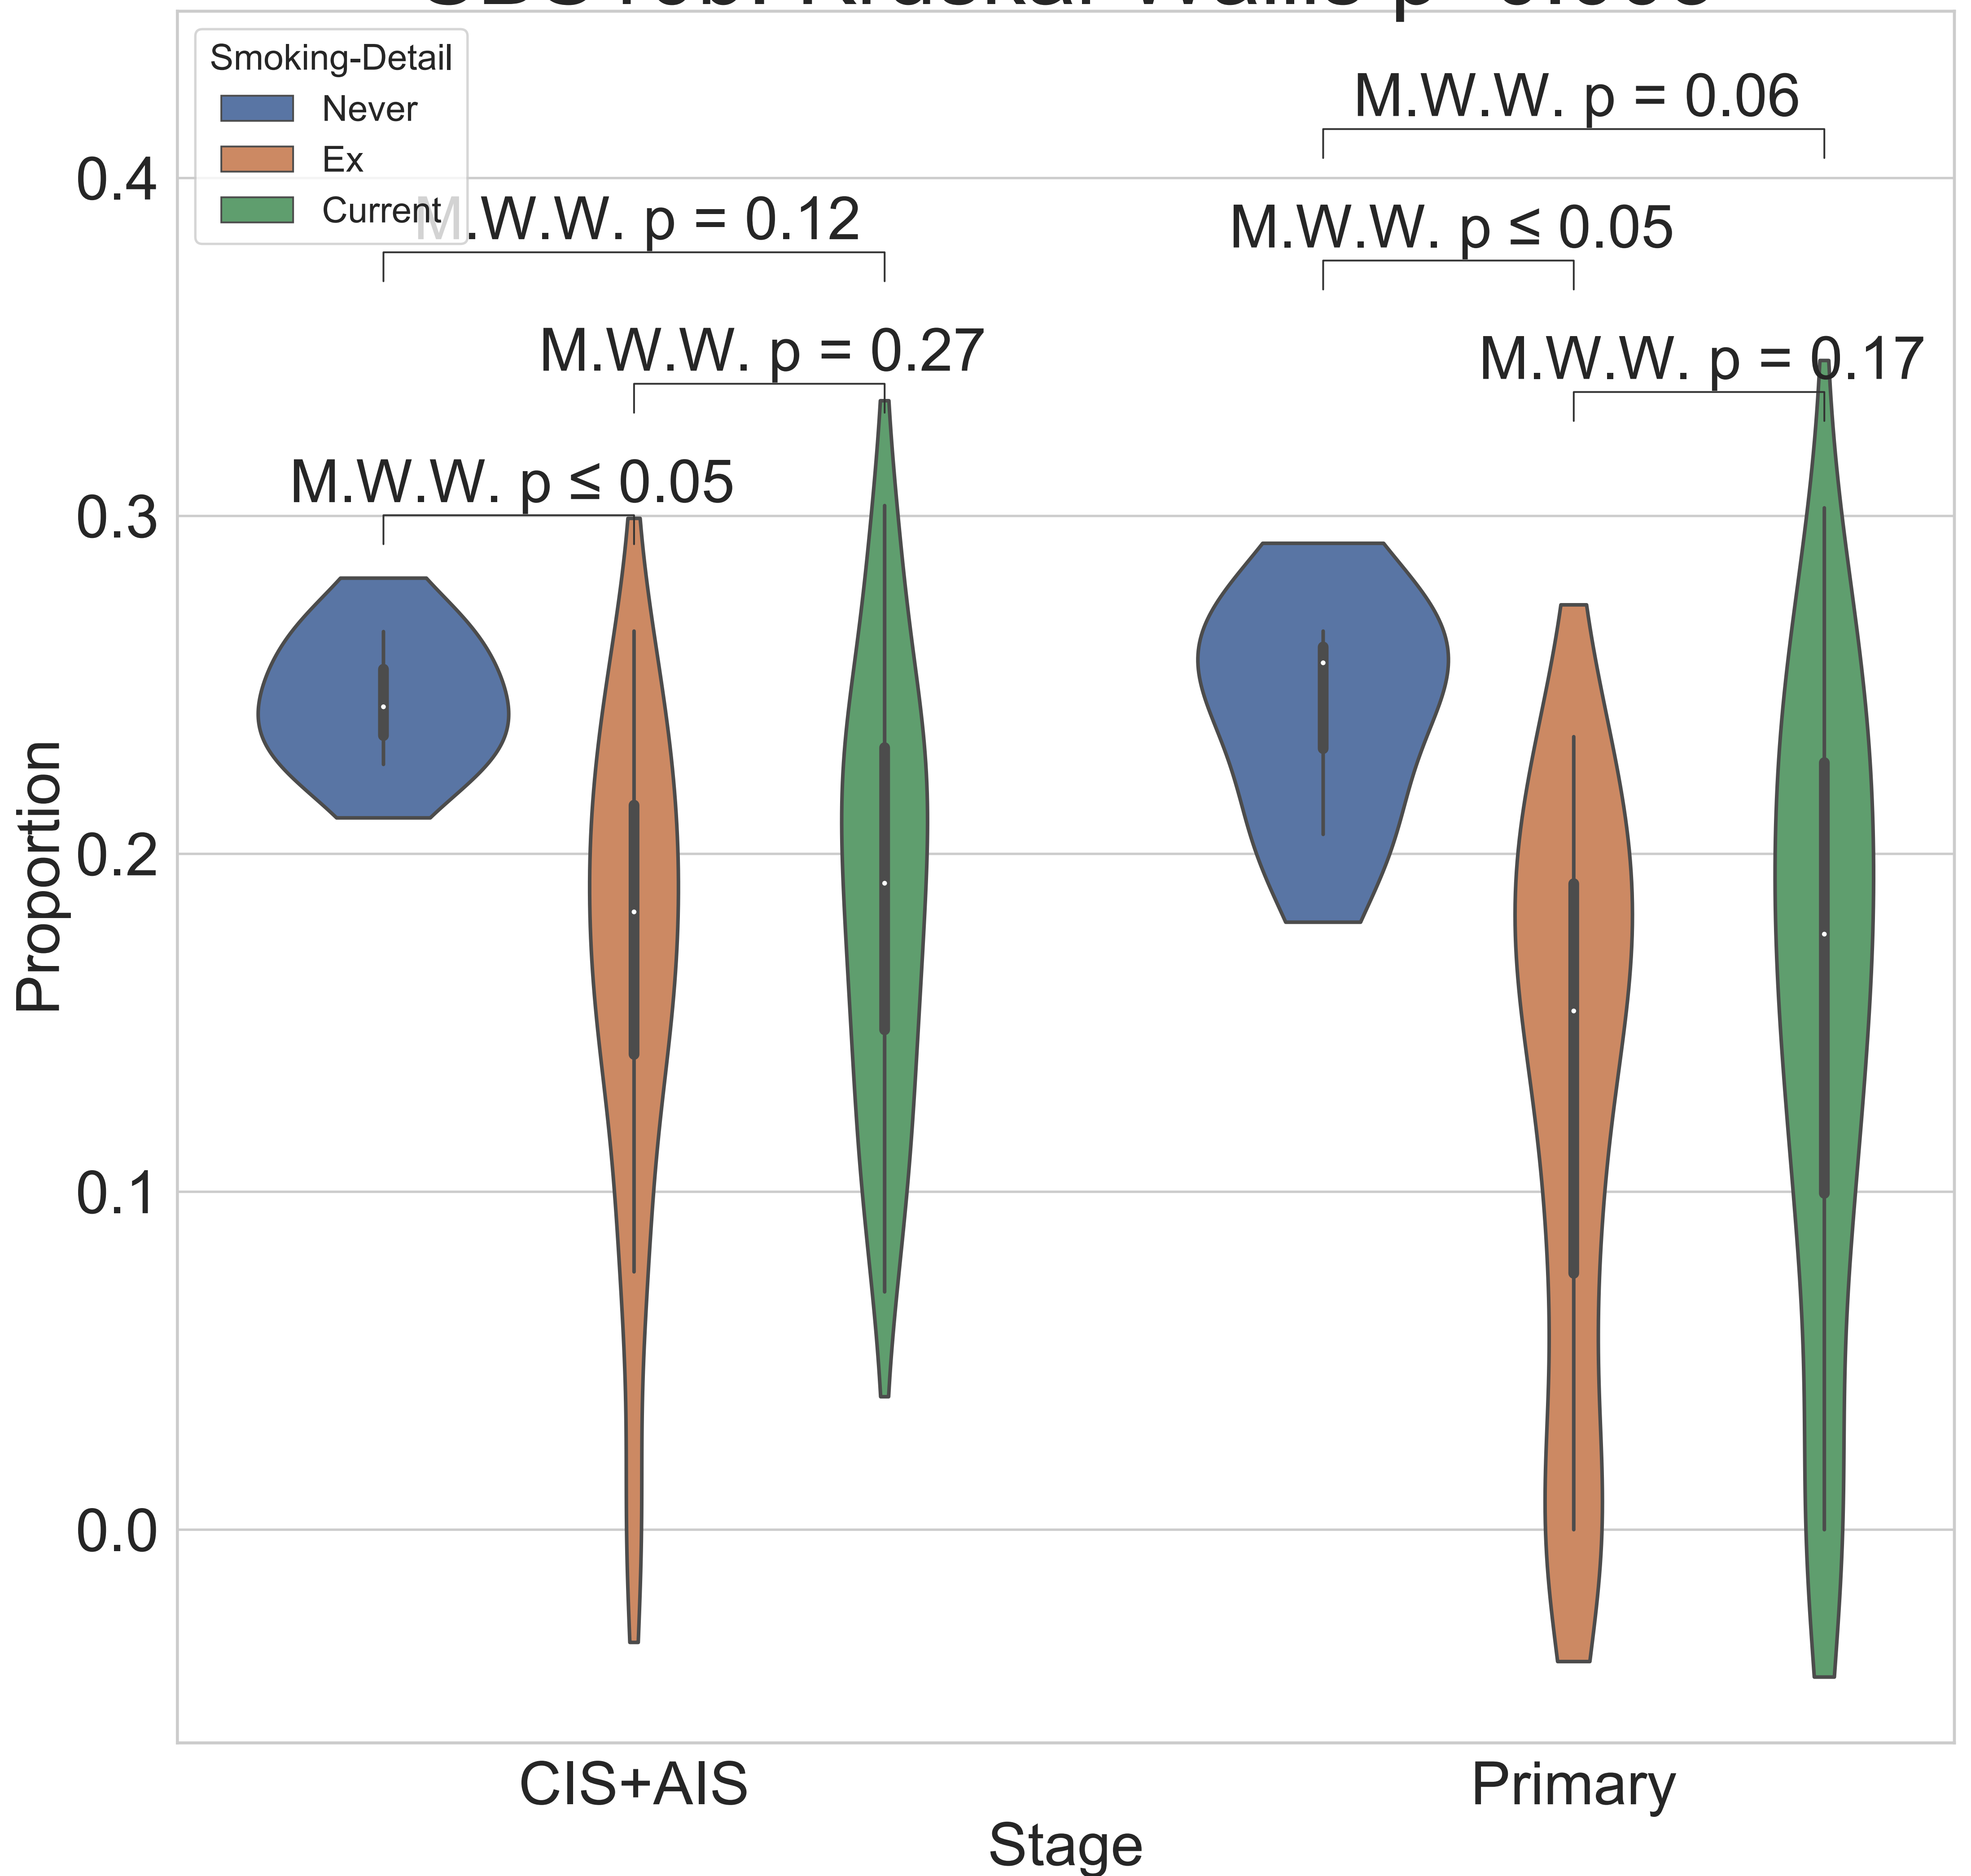 Smoking-Detail
Never
Ex
Current
M.W.W. p = 0.06
M.W.W. p = 0.12
M.W.W. p ≤ 0.05
M.W.W. p = 0.27
M.W.W. p = 0.17
M.W.W. p ≤ 0.05
0.4
0.3
0.2
0.1
0.0
Proportion
CIS+AIS
Primary
Stage